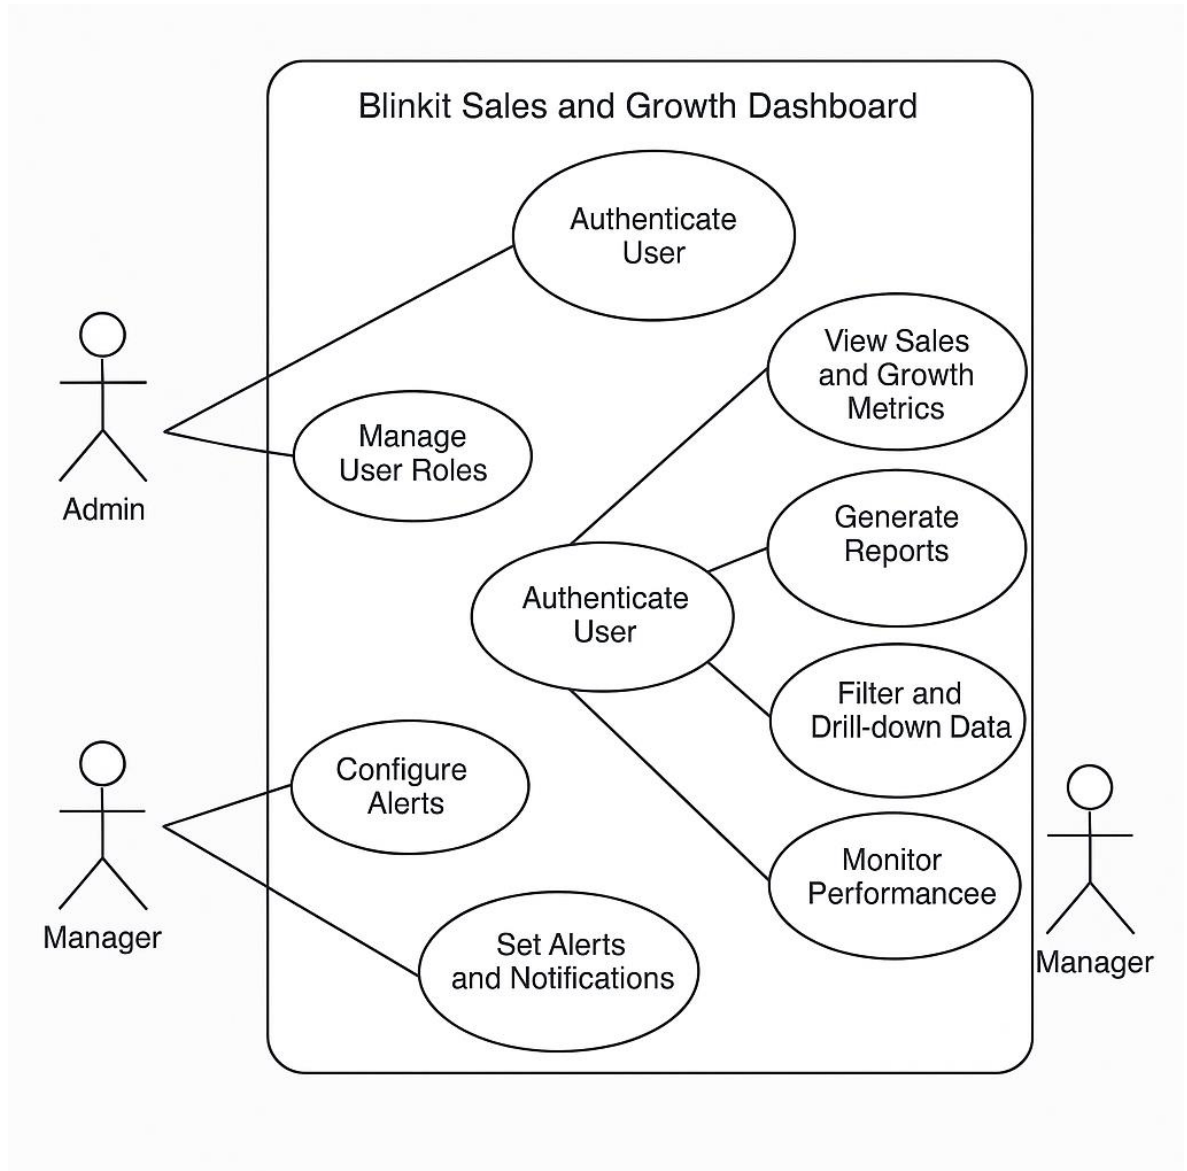 Blinkit Sales and Growth Dashboard
Authenticate
User
View Sales
and Growth
Metrics
Manage
User Roles
Admin
Generate
Reports
Authenticate
User
Filter and
Drill-down Data
Configure
Alerts
Manager
Monitor
Performancee
Manager
Set Alerts
and Notifications